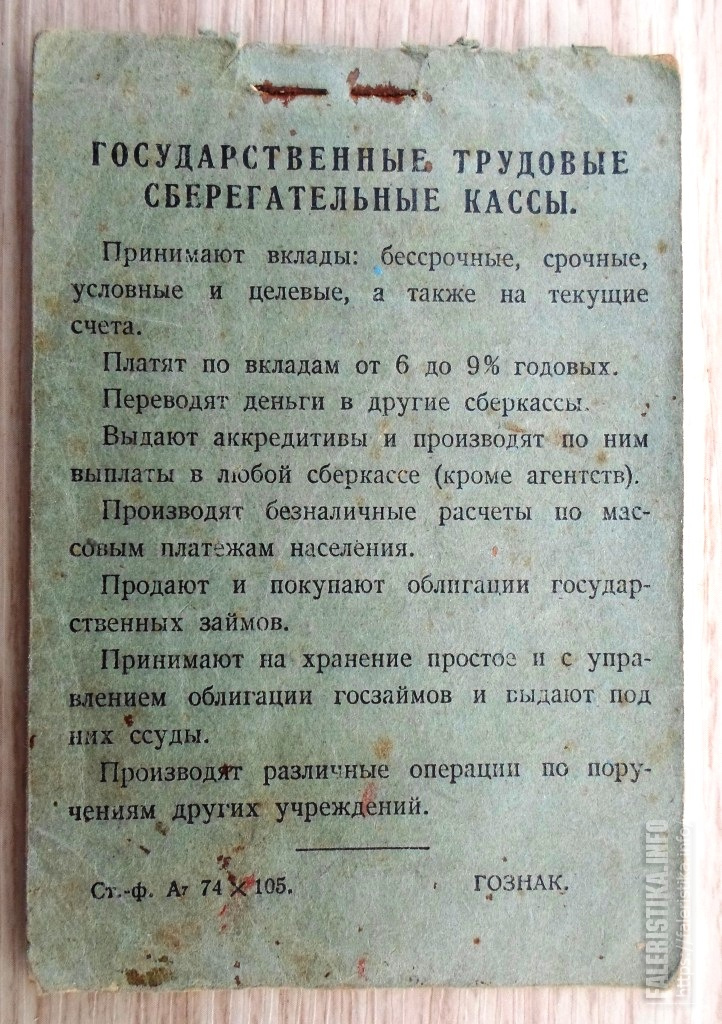 ГОСУДАРСТВЕННЫЕ ТРУДОВЫЕ
СБЕРЕГАТЕЛЬНЫЕ КАССЫ.
Принимают вклады: бессрочные, срочные,
условные и целевые, а также на текущие
счета.
Платят по вкладам от 6 до 9% годовых.
Переводят деньги в другие сберкассы.
Выдают аккредитивы и производят по ним
выплаты в любой сберкассе (кроме агентств).
Производят безналичные расчеты по мас-
совым платежам населения.
Продают и покупают облигации государ-
ственных займов.
Принимают на хранение простое и с упра-
влением облигации госзаймов и выдают под
них ссуды.
Производят различные операции по пору-
чениям других учреждений.
Ст.-ф. А7 74 × 105. ГОЗНАК.
FALERISTIKA.INFO